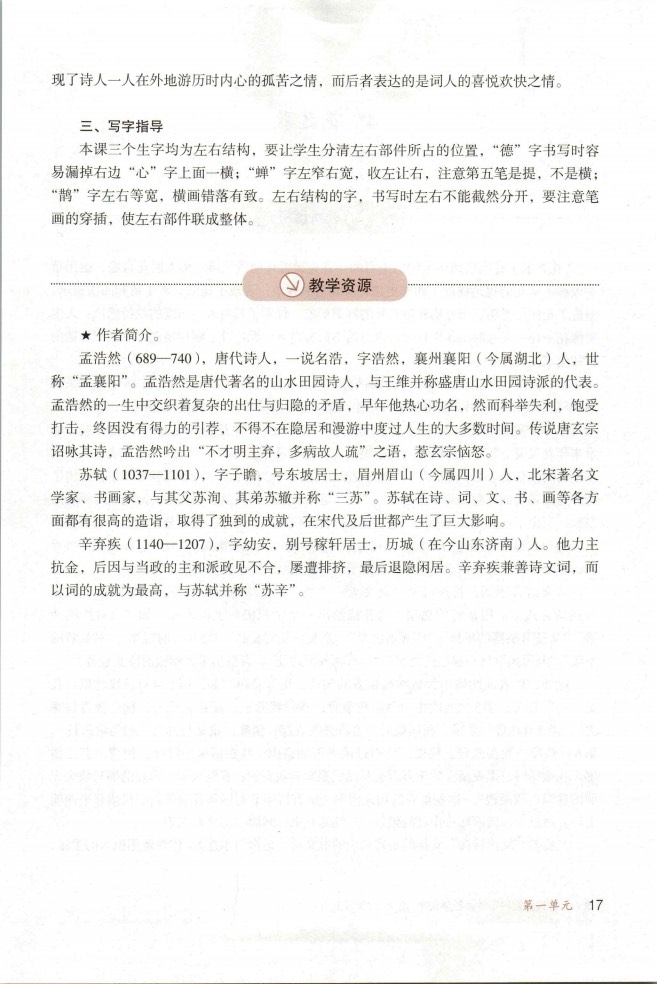 现了诗人一人在外地游历时内心的孤苦之情，而后者表达的是词人的喜悦欢快之情。
三、写字指导
本课三个生字均为左右结构，要让学生分清左右部件所占的位置，“德”字书写时容
易漏掉右边“心”字上面一横；“蝉”字左窄右宽，收左让右，注意第五笔是提，不是横；
“鹊”字左右等宽，横画错落有致。左右结构的字，书写时左右不能截然分开，要注意笔
画的穿插，使左右部件联成整体。
教学资源
★ 作者简介。
孟浩然（689—740），唐代诗人，一说名浩，字浩然，襄州襄阳（今属湖北）人，世
称“孟襄阳”。孟浩然是唐代著名的山水田园诗人，与王维并称盛唐山水田园诗派的代表。
孟浩然的一生中交织着复杂的出仕与归隐的矛盾，早年他热心功名，然而科举失利，饱受
打击，终因没有得力的引荐，不得不在隐居和漫游中度过人生的大多数时间。传说唐玄宗
诏咏其诗，孟浩然吟出“不才明主弃，多病故人疏”之语，惹玄宗恼怒。
苏轼（1037—1101），字子瞻，号东坡居士，眉州眉山（今属四川）人，北宋著名文
学家、书画家，与其父苏洵、其弟苏辙并称“三苏”。苏轼在诗、词、文、书、画等各方
面都有很高的造诣，取得了独到的成就，在宋代及后世都产生了巨大影响。
辛弃疾（1140—1207），字幼安，别号稼轩居士，历城（在今山东济南）人。他力主
抗金，后因与当政的主和派政见不合，屡遭排挤，最后退隐闲居。辛弃疾兼善诗文词，而
以词的成就为最高，与苏轼并称“苏辛”。
第一单元 17